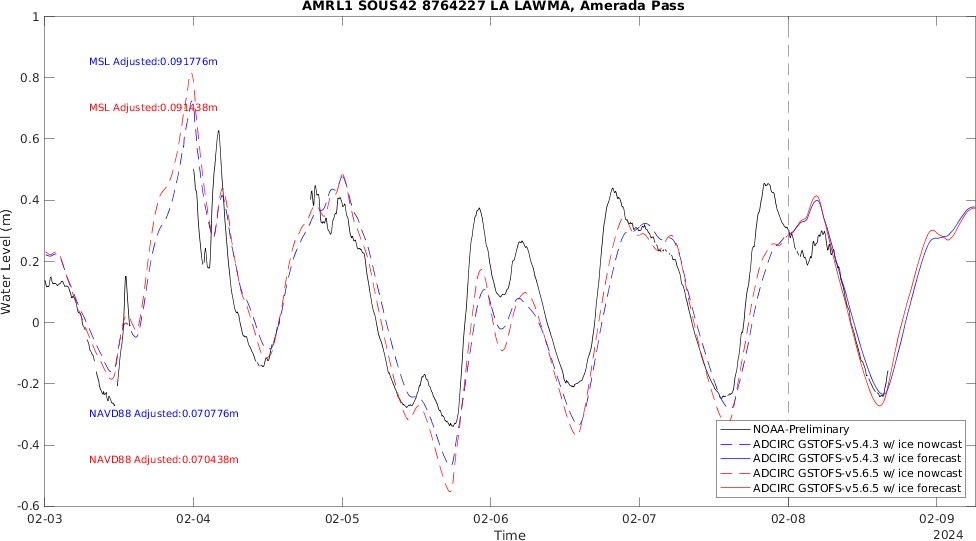 AMRL1 SOUS42 8764227 LA LAWMA, Amerada Pass
1
0.8
0.6
0.4
0.2
0
-0.2
-0.4
-0.6
Water Level (m)
MSL Adjusted:0.091776m
MSL Adjusted:0.091438m
NAVD88 Adjusted:0.070776m
NAVD88 Adjusted:0.070438m
NOAA-Preliminary
ADCIRC GSTOFS-v5.4.3 w/ ice nowcast
ADCIRC GSTOFS-v5.4.3 w/ ice forecast
ADCIRC GSTOFS-v5.6.5 w/ ice nowcast
ADCIRC GSTOFS-v5.6.5 w/ ice forecast
02-03 02-04 02-05 02-06 02-07 02-08 02-09
Time
2024